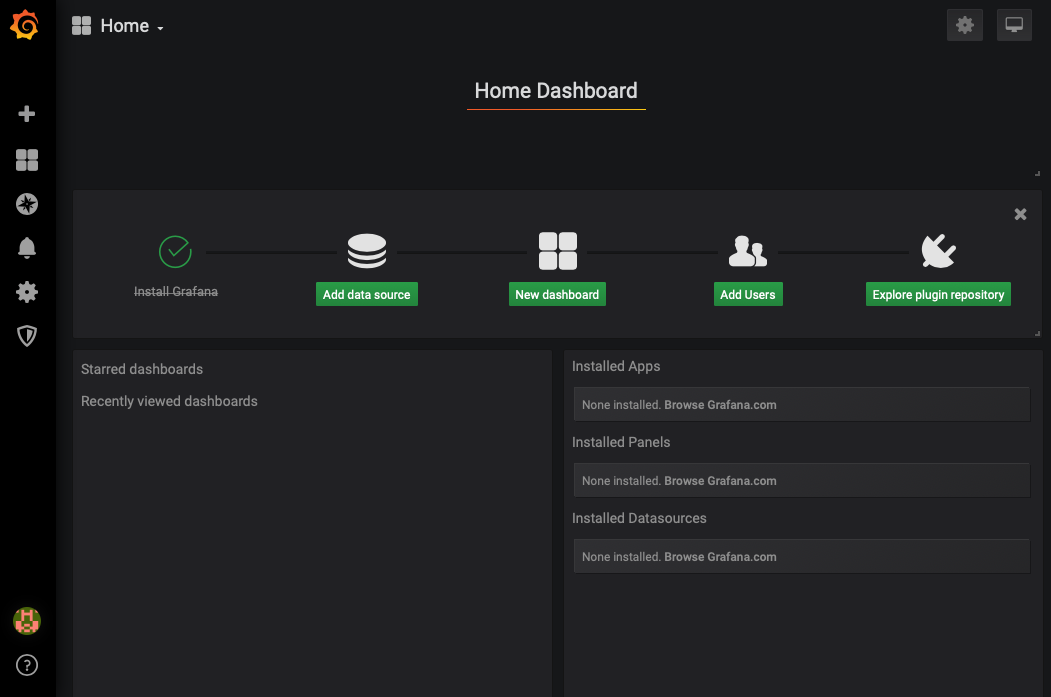 Home
Home Dashboard
Install Grafana
Add data source
New dashboard
Add Users
Explore plugin repository
Starred dashboards
Recently viewed dashboards
Installed Apps
None installed. Browse Grafana.com
Installed Panels
None installed. Browse Grafana.com
Installed Datasources
None installed. Browse Grafana.com
?